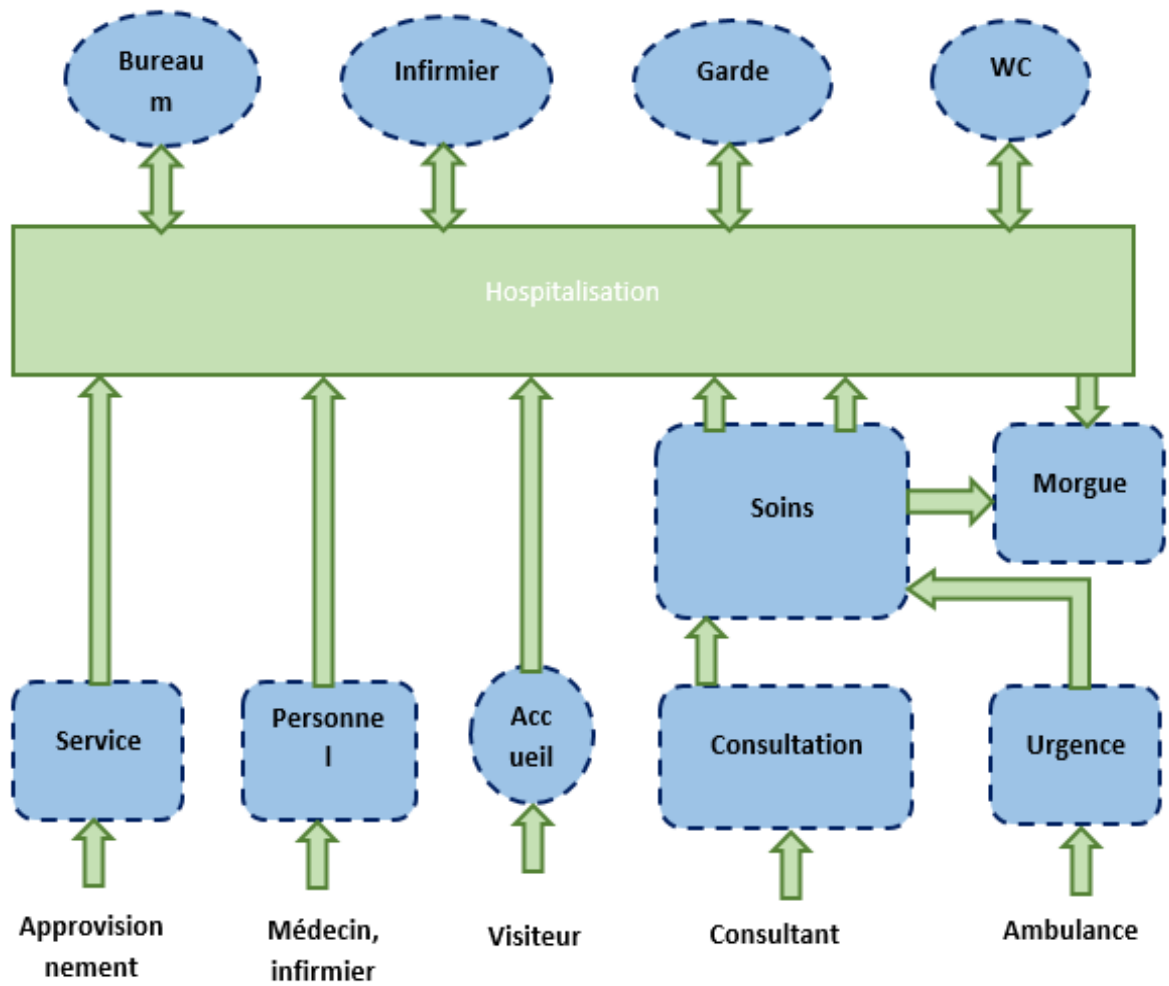 Bureau
m
Infirmier
Garde
WC
Hospitalisation
Soins
Morgue
Service
Personne
l
Acc
ueil
Consultation
Urgence
Approvision
nement
Médecin,
infirmier
Visiteur
Consultant
Ambulance